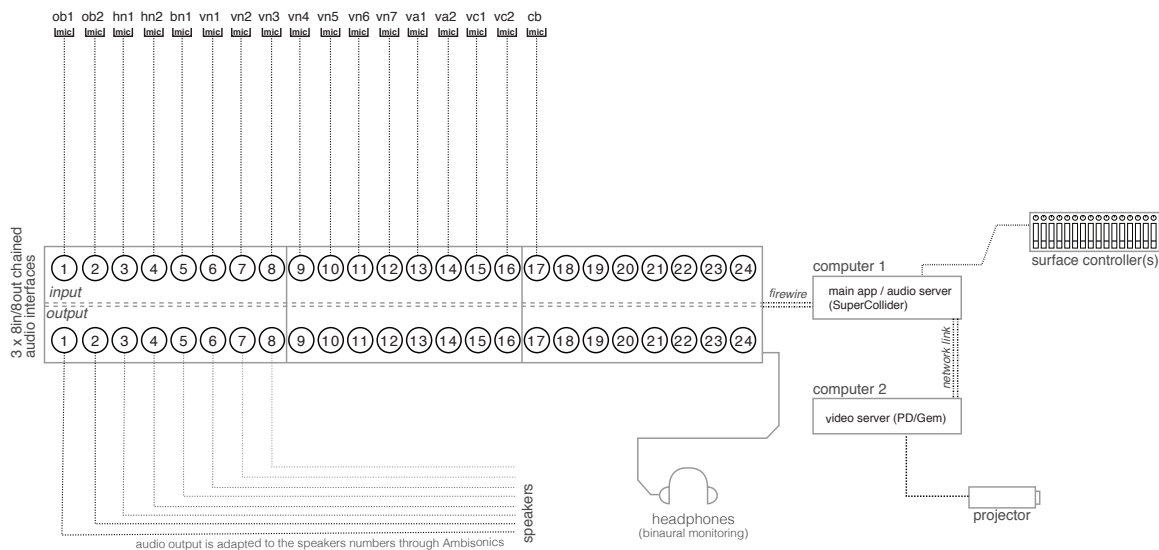 ob1 ob2 hn1 hn2 bn1 vn1 vn2 vn3 vn4 vn5 vn6 vn7 va1 va2 vc1 vc2 cb
mic mic mic mic mic mic mic mic mic mic mic mic mic mic mic mic mic
3 x 8in/8out chained
audio interfaces
1 2 3 4 5 6 7 8 9 10 11 12 13 14 15 16 17 18 19 20 21 22 23 24
input
output
1 2 3 4 5 6 7 8 9 10 11 12 13 14 15 16 17 18 19 20 21 22 23 24
firewire
computer 1
main app / audio server
(SuperCollider)
surface controller(s)
network link
computer 2
video server (PD/Gem)
projector
headphones
(binaural monitoring)
speakers
audio output is adapted to the speakers numbers through Ambisonics